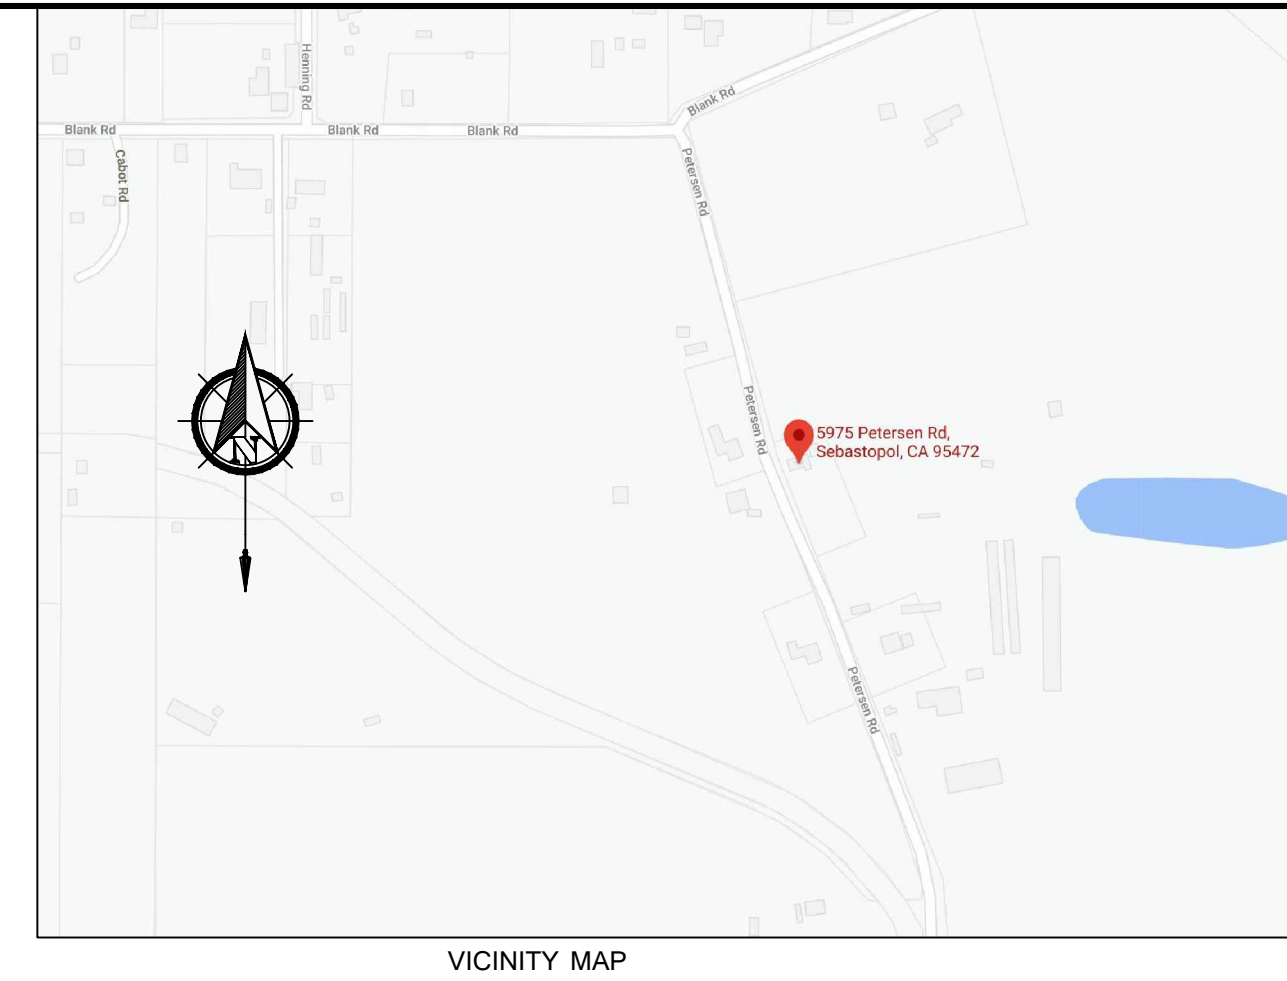 Henning Rd
Blank Rd
Blank Rd
Blank Rd
Blank Rd
Cabot Rd
Petersen Rd
Petersen Rd
5975 Petersen Rd,
Sebastopol, CA 95472
N
Petersen Rd
VICINITY MAP